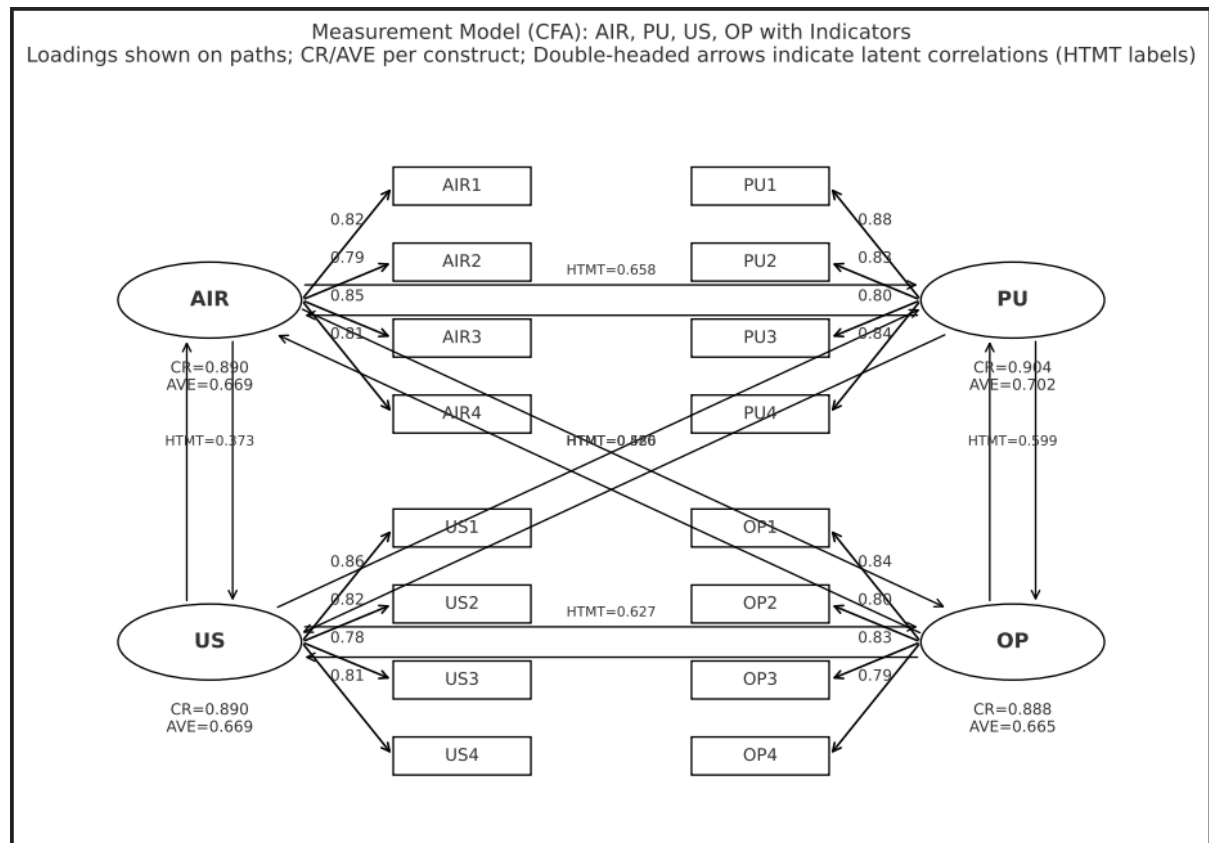 Measurement Model (CFA): AIR, PU, US, OP with Indicators
Loadings shown on paths; CR/AVE per construct; Double-headed arrows indicate latent correlations (HTMT labels)
AIR1
PU1
0.82
0.88
AIR2
PU2
0.79
0.83
HTMT=0.658
AIR
PU
0.85
0.80
AIR3
PU3
0.81
0.84
CR=0.890
AVE=0.669
CR=0.904
AVE=0.702
AIR4
PU4
HTMT=0.373
HTMT=0.599
US1
OP1
0.86
0.84
US2
OP2
0.82
0.80
HTMT=0.627
US
OP
0.78
0.83
US3
OP3
0.81
0.79
CR=0.890
AVE=0.669
CR=0.888
AVE=0.665
US4
OP4